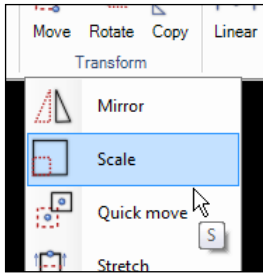 Move Rotate Copy Linear
Transform
Mirror
Scale
Quick move
S
Stretch